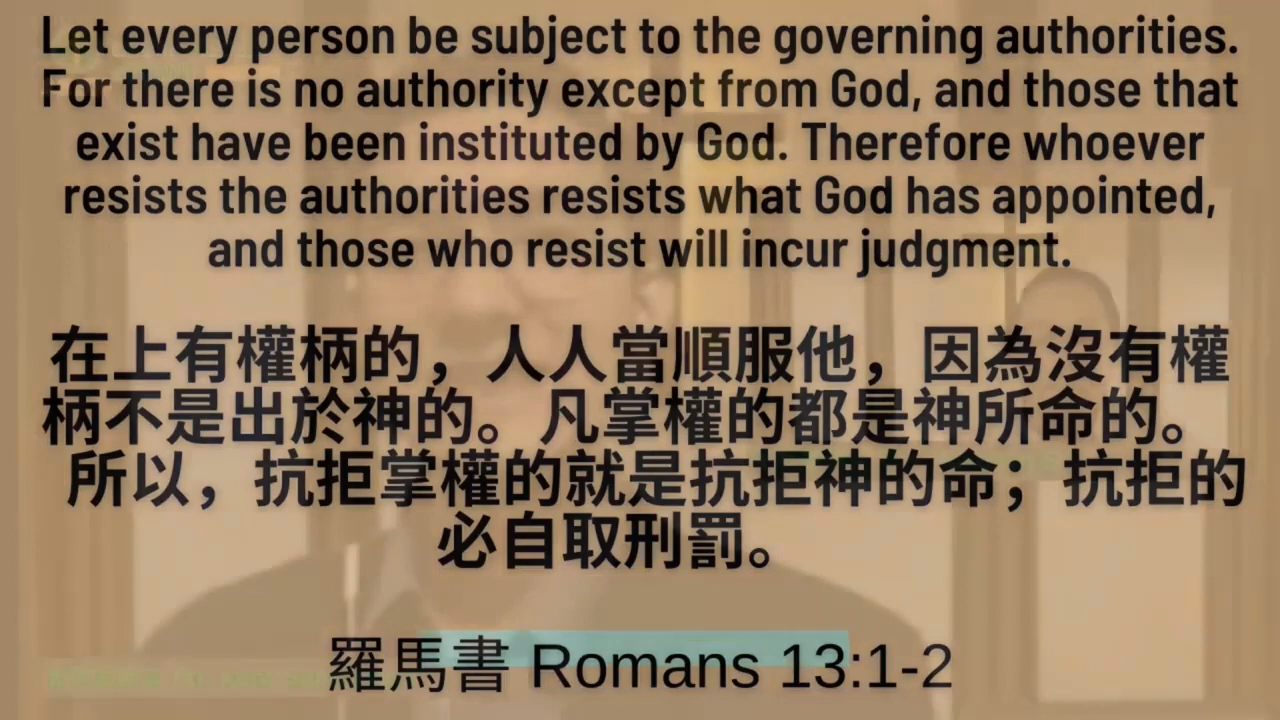 Let every person be subject to the governing authorities.
For there is no authority except from God, and those that
exist have been instituted by God. Therefore whoever
resists the authorities resists what God has appointed,
and those who resist will incur judgment.
在上有權柄的，人人當順服他，因為沒有權
柄不是出於神的。凡掌權的都是神所命的。
所以，抗拒掌權的就是抗拒神的命；抗拒的
必自取刑罰。
羅馬書 Romans 13:1-2